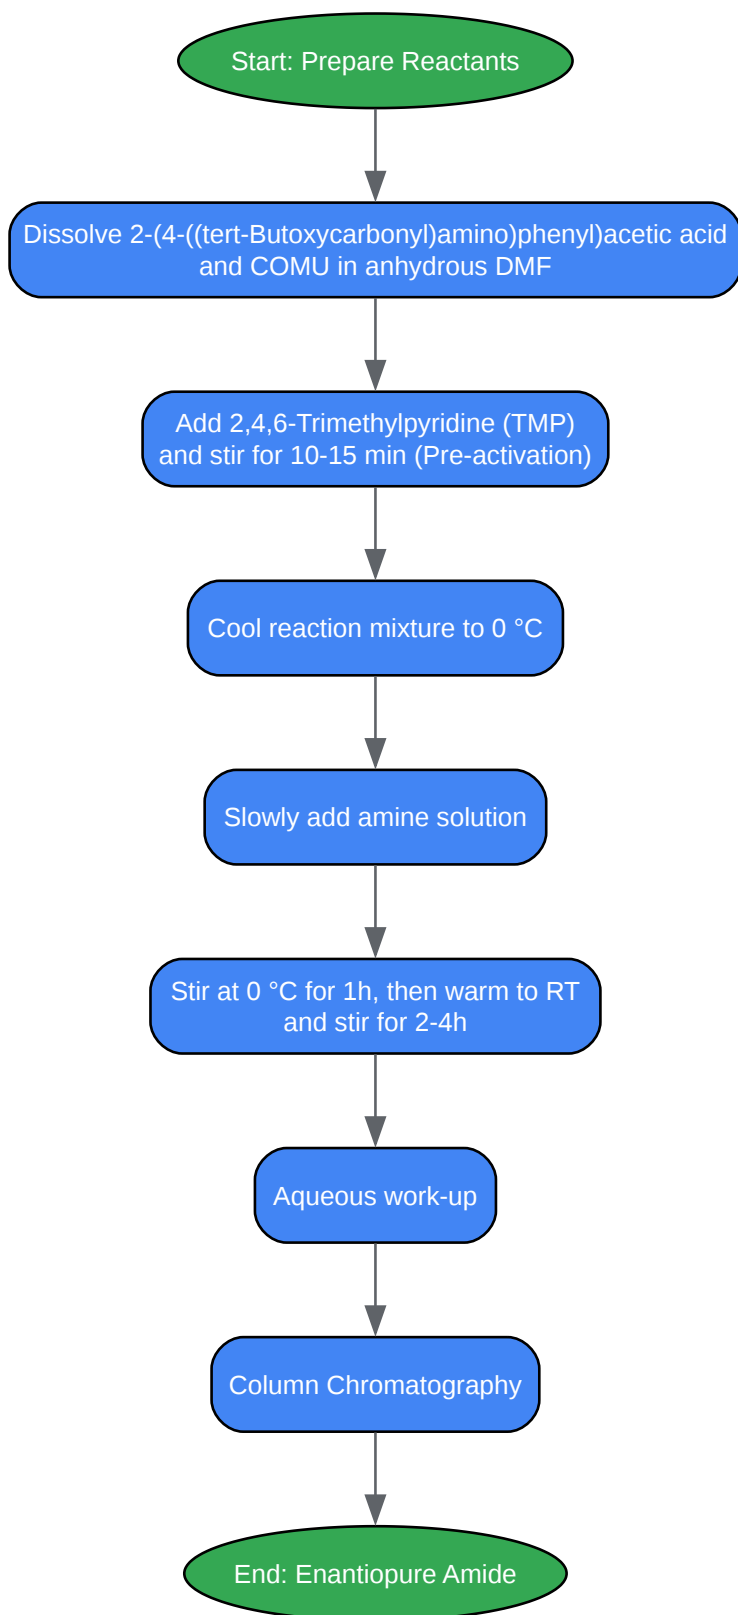 Start: Prepare Reactants
Dissolve 2-(4-((tert-Butoxycarbonyl)amino)phenyl)acetic acid
and COMU in anhydrous DMF
Add 2,4,6-Trimethylpyridine (TMP)
and stir for 10-15 min (Pre-activation)
Cool reaction mixture to 0 °C
Slowly add amine solution
Stir at 0 °C for 1h, then warm to RT
and stir for 2-4h
Aqueous work-up
Column Chromatography
End: Enantiopure Amide